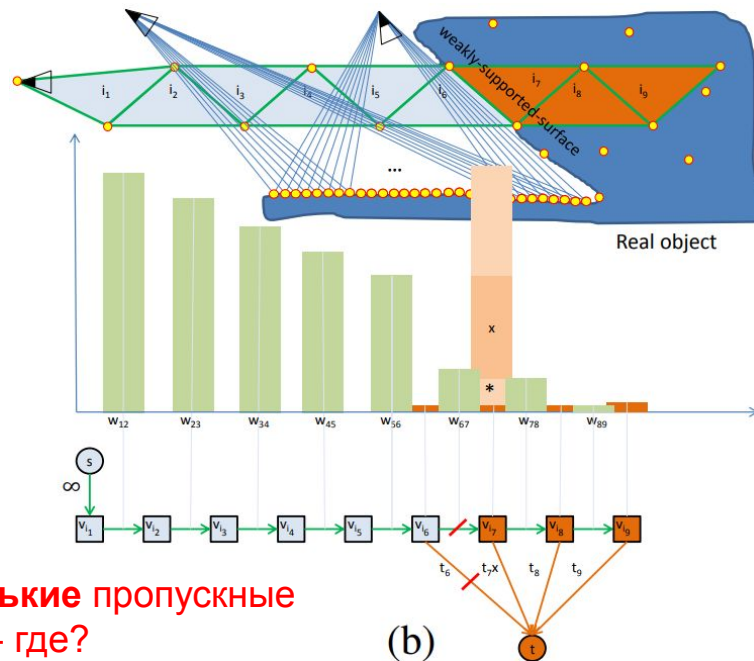 i₁ i₂ i₃ i₄ i₅ i₆ i₇ i₈ i₉
weakly-supported-surface
...
Real object
x
*
w₁₂ w₂₃ w₃₄ w₄₅ w₅₆ w₆₇ w₇₈ w₈₉
s
∞
vᵢ₁ vᵢ₂ vᵢ₃ vᵢ₄ vᵢ₅ vᵢ₆ vᵢ₇ vᵢ₈ vᵢ₉
t₆ t₇x t₈ t₉
ькие пропускные
где?
(b)
t